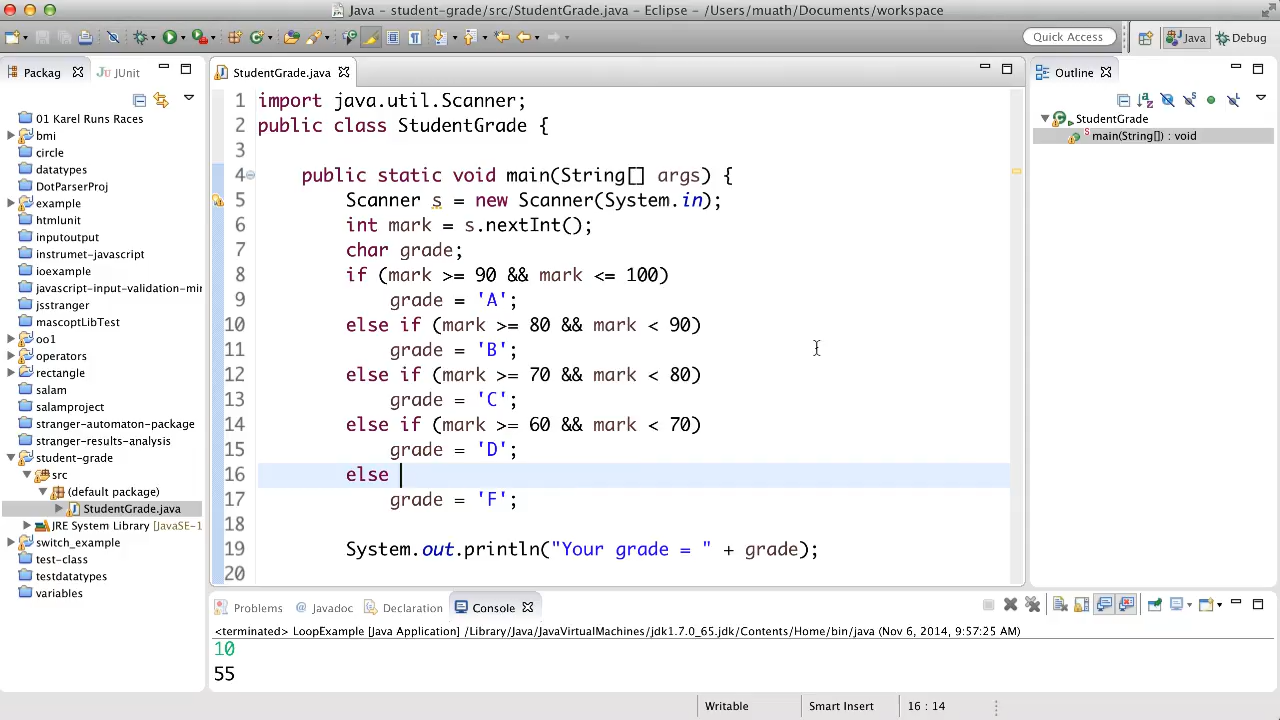 Java - student-grade/src/StudentGrade.java - Eclipse - /Users/muath/Documents/workspace
Quick Access
Java
Debug
Packag
JUnit
01 Karel Runs Races
bmi
circle
datatypes
DotParserProj
example
htmlunit
inputoutput
instrumet-javascript
ioexample
javascript-input-validation-mi
jsstranger
mascoptLibTest
oo1
operators
rectangle
salam
salamproject
stranger-automaton-package
stranger-results-analysis
student-grade
src
(default package)
StudentGrade.java
JRE System Library [JavaSE-1
switch_example
test-class
testdatatypes
variables
StudentGrade.java
1 import java.util.Scanner;
2 public class StudentGrade {
3
4 public static void main(String[] args) {
5 Scanner s = new Scanner(System.in);
6 int mark = s.nextInt();
7 char grade;
8 if (mark >= 90 && mark <= 100)
9 grade = 'A';
10 else if (mark >= 80 && mark < 90)
11 grade = 'B';
12 else if (mark >= 70 && mark < 80)
13 grade = 'C';
14 else if (mark >= 60 && mark < 70)
15 grade = 'D';
16 else
17 grade = 'F';
18
19 System.out.println("Your grade = " + grade);
20
Outline
StudentGrade
main(String[]) : void
Problems
@ Javadoc
Declaration
Console
<terminated> LoopExample [Java Application] /Library/Java/JavaVirtualMachines/jdk1.7.0_65.jdk/Contents/Home/bin/java (Nov 6, 2014, 9:57:25 AM)
10
55
Writable
Smart Insert
16 : 14